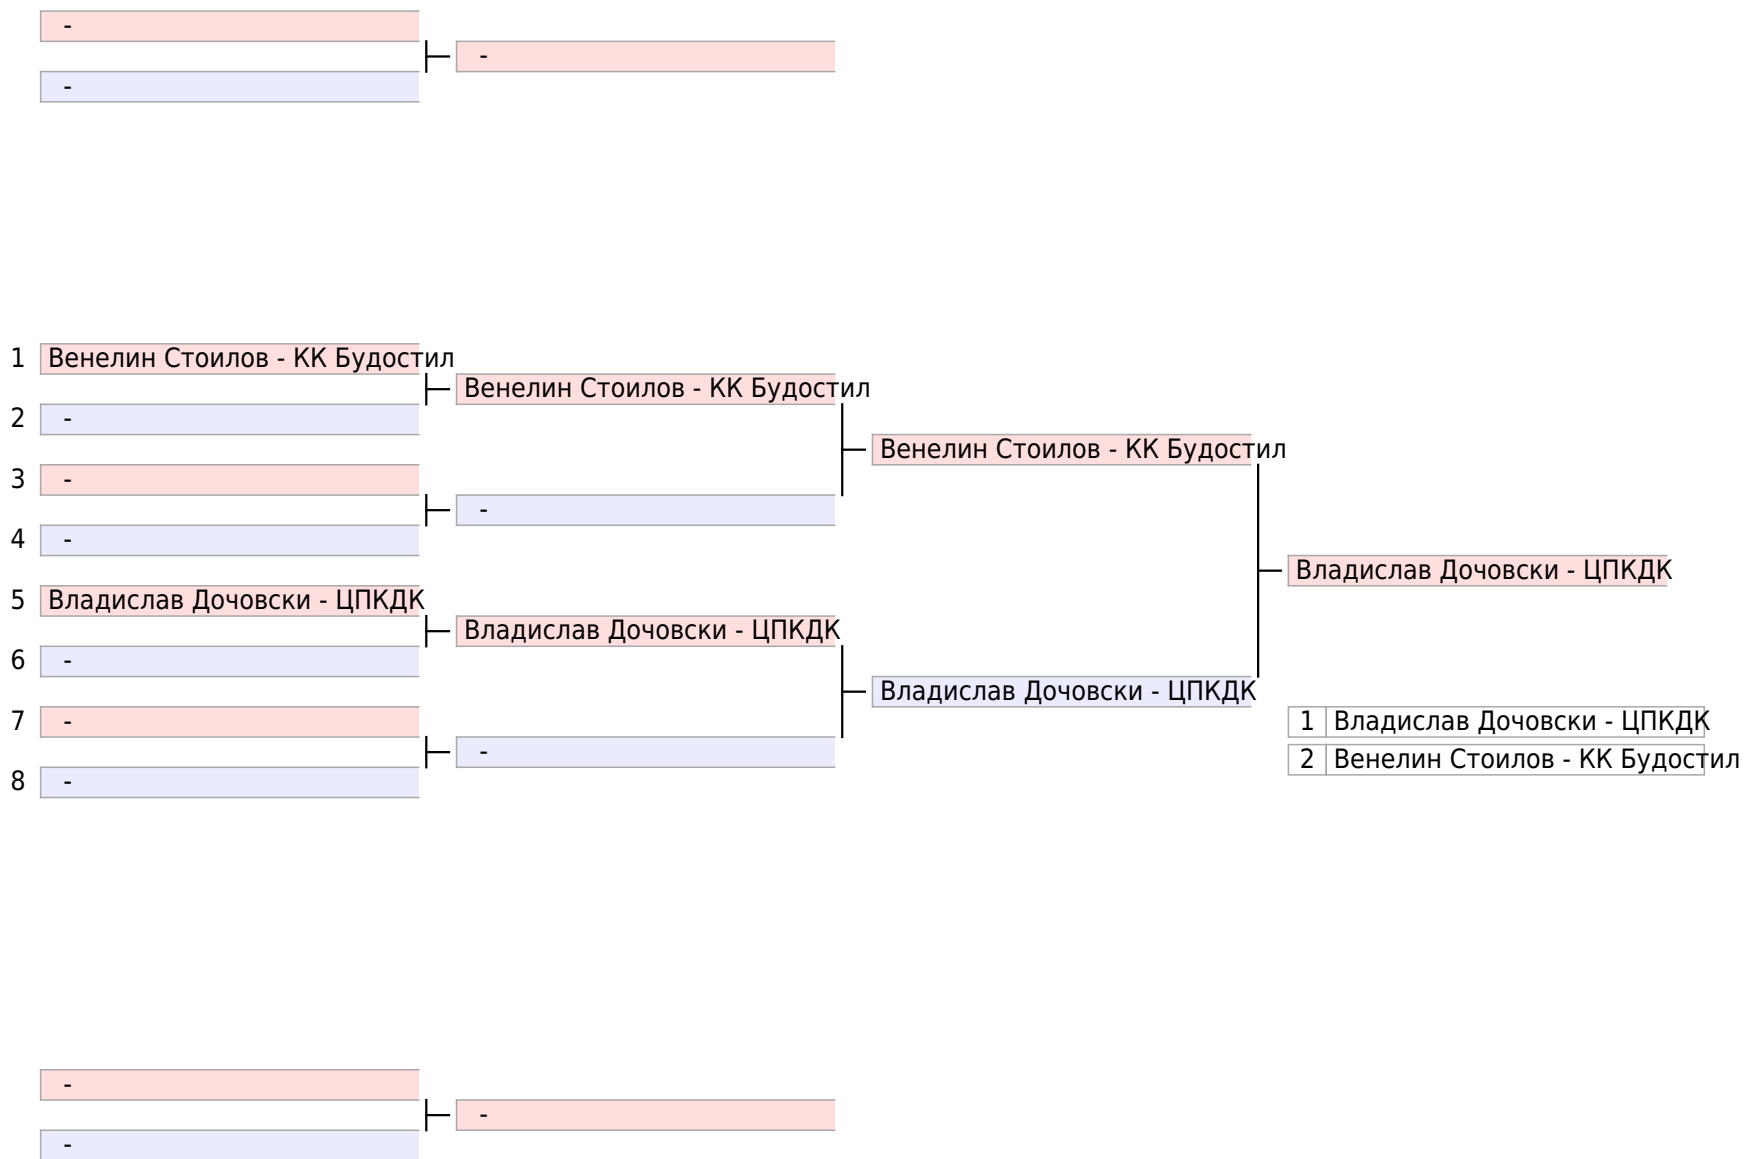 -
-
-
1 Венелин Стоилов - КК Будостил
Венелин Стоилов - КК Будостил
2 -
Венелин Стоилов - КК Будостил
3 -
-
4 -
Владислав Дочовски - ЦПКДК
5 Владислав Дочовски - ЦПКДК
Владислав Дочовски - ЦПКДК
6 -
Владислав Дочовски - ЦПКДК
7 -
1 Владислав Дочовски - ЦПКДК
-
2 Венелин Стоилов - КК Будостил
8 -
-
-
-